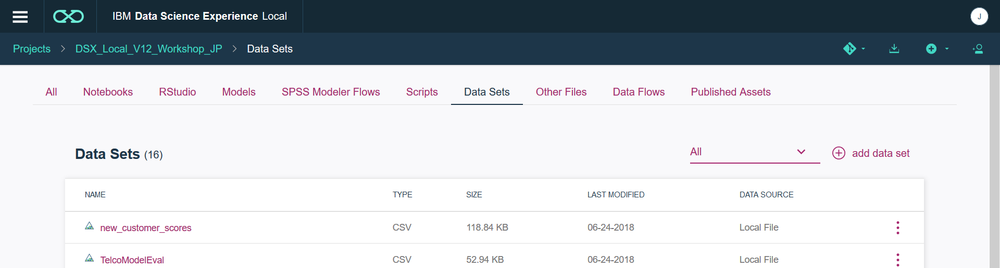 IBM Data Science Experience Local
J
Projects > DSX_Local_V12_Workshop_JP > Data Sets
All Notebooks RStudio Models SPSS Modeler Flows Scripts Data Sets Other Files Data Flows Published Assets
Data Sets (16) All add data set
NAME TYPE SIZE LAST MODIFIED DATA SOURCE
new_customer_scores CSV 118.84 KB 06-24-2018 Local File
TelcoModelEval CSV 52.94 KB 06-24-2018 Local File